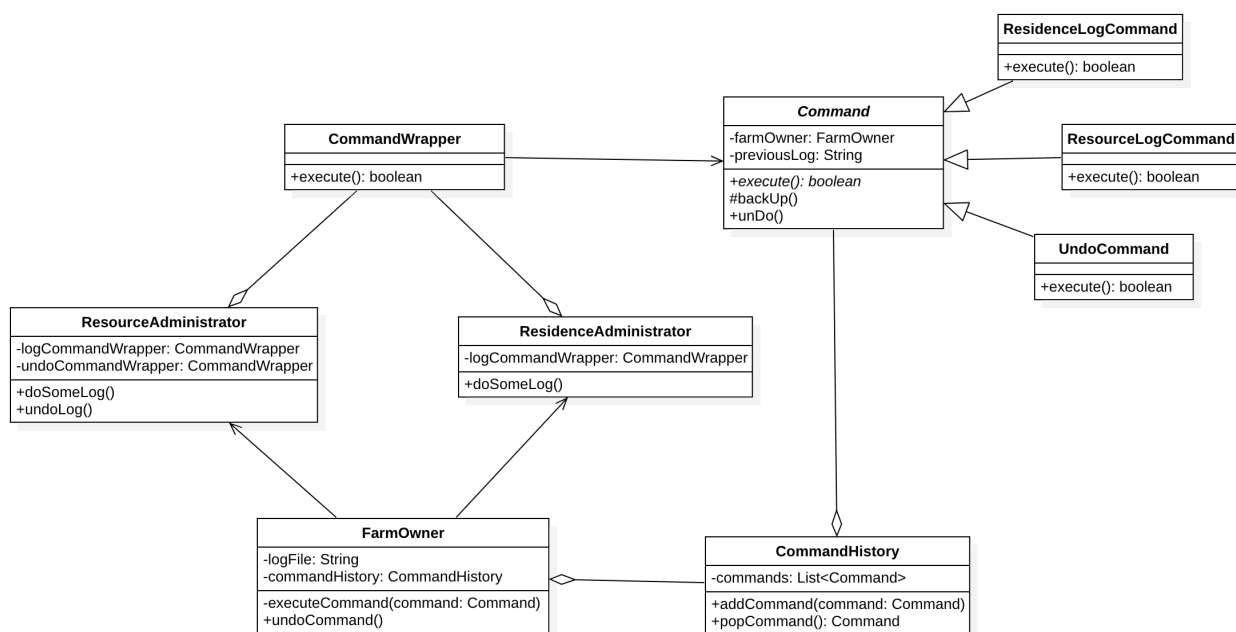 ResidenceLogCommand
+execute(): boolean
Command
-farmOwner: FarmOwner
-previousLog: String
+execute(): boolean
#backUp()
+unDo()
CommandWrapper
+execute(): boolean
ResourceLogCommand
+execute(): boolean
UndoCommand
+execute(): boolean
ResourceAdministrator
-logCommandWrapper: CommandWrapper
-undoCommandWrapper: CommandWrapper
+doSomeLog()
+undoLog()
ResidenceAdministrator
-logCommandWrapper: CommandWrapper
+doSomeLog()
FarmOwner
-logFile: String
-commandHistory: CommandHistory
-executeCommand(command: Command)
+undoCommand()
CommandHistory
-commands: List<Command>
+addCommand(command: Command)
+popCommand(): Command